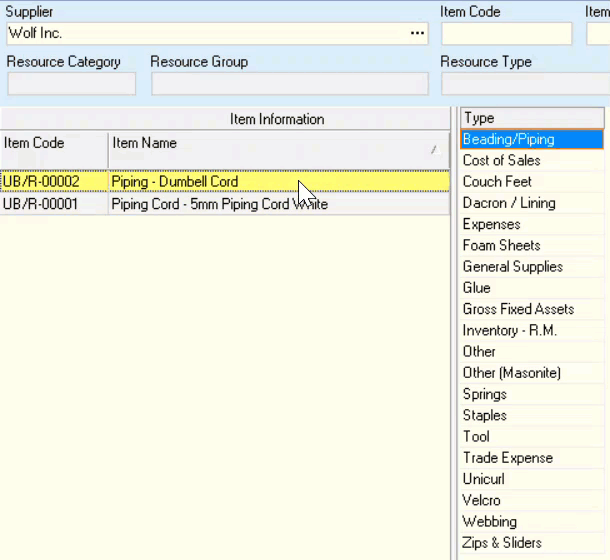 Supplier
Item Code
Item
Wolf Inc.
...
Resource Category
Resource Group
Resource Type
Item Information
Item Code
Item Name
UB/R-00002
Piping - Dumbell Cord
UB/R-00001
Piping Cord - 5mm Piping Cord White
Type
Beading/Piping
Cost of Sales
Couch Feet
Dacron / Lining
Expenses
Foam Sheets
General Supplies
Glue
Gross Fixed Assets
Inventory - R.M.
Other
Other (Masonite)
Springs
Staples
Tool
Trade Expense
Unicurl
Velcro
Webbing
Zips & Sliders